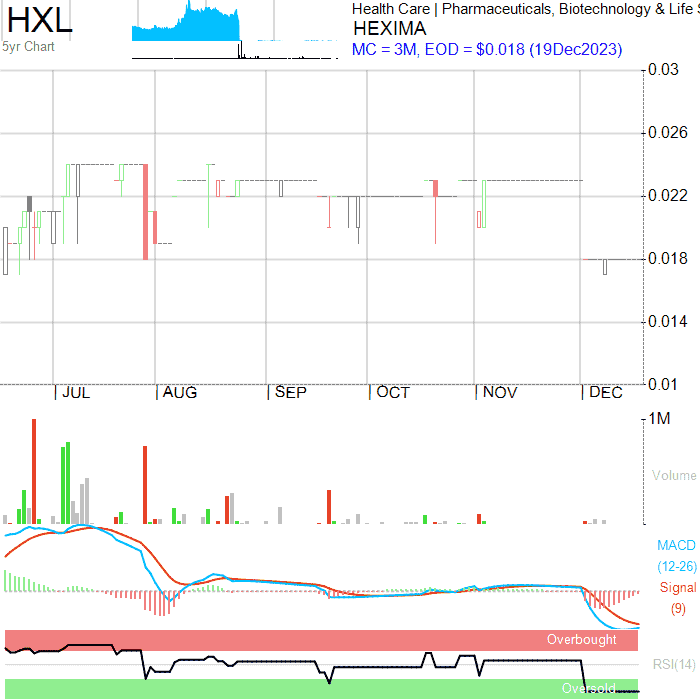 HXL
5yr Chart
Health Care | Pharmaceuticals, Biotechnology & Life S
HEXIMA
MC = 3M, EOD = $0.018 (19Dec2023)
0.03
0.026
0.022
0.018
0.014
0.01
JUL AUG SEP OCT NOV DEC
1M
Volume
MACD
(12-26)
Signal
(9)
Overbought
RSI(14)
Oversold